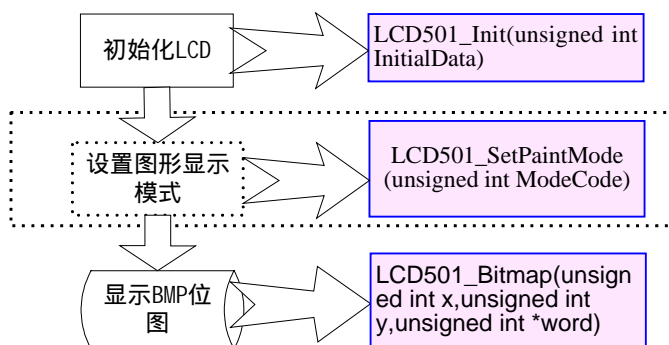 初始化LCD
LCD501_Init(unsigned int
InitialData)
设置图形显示
模式
LCD501_SetPaintMode
(unsigned int ModeCode)
显示BMP位
图
LCD501_Bitmap(unsign
ed int x,unsigned int
y,unsigned int *word)